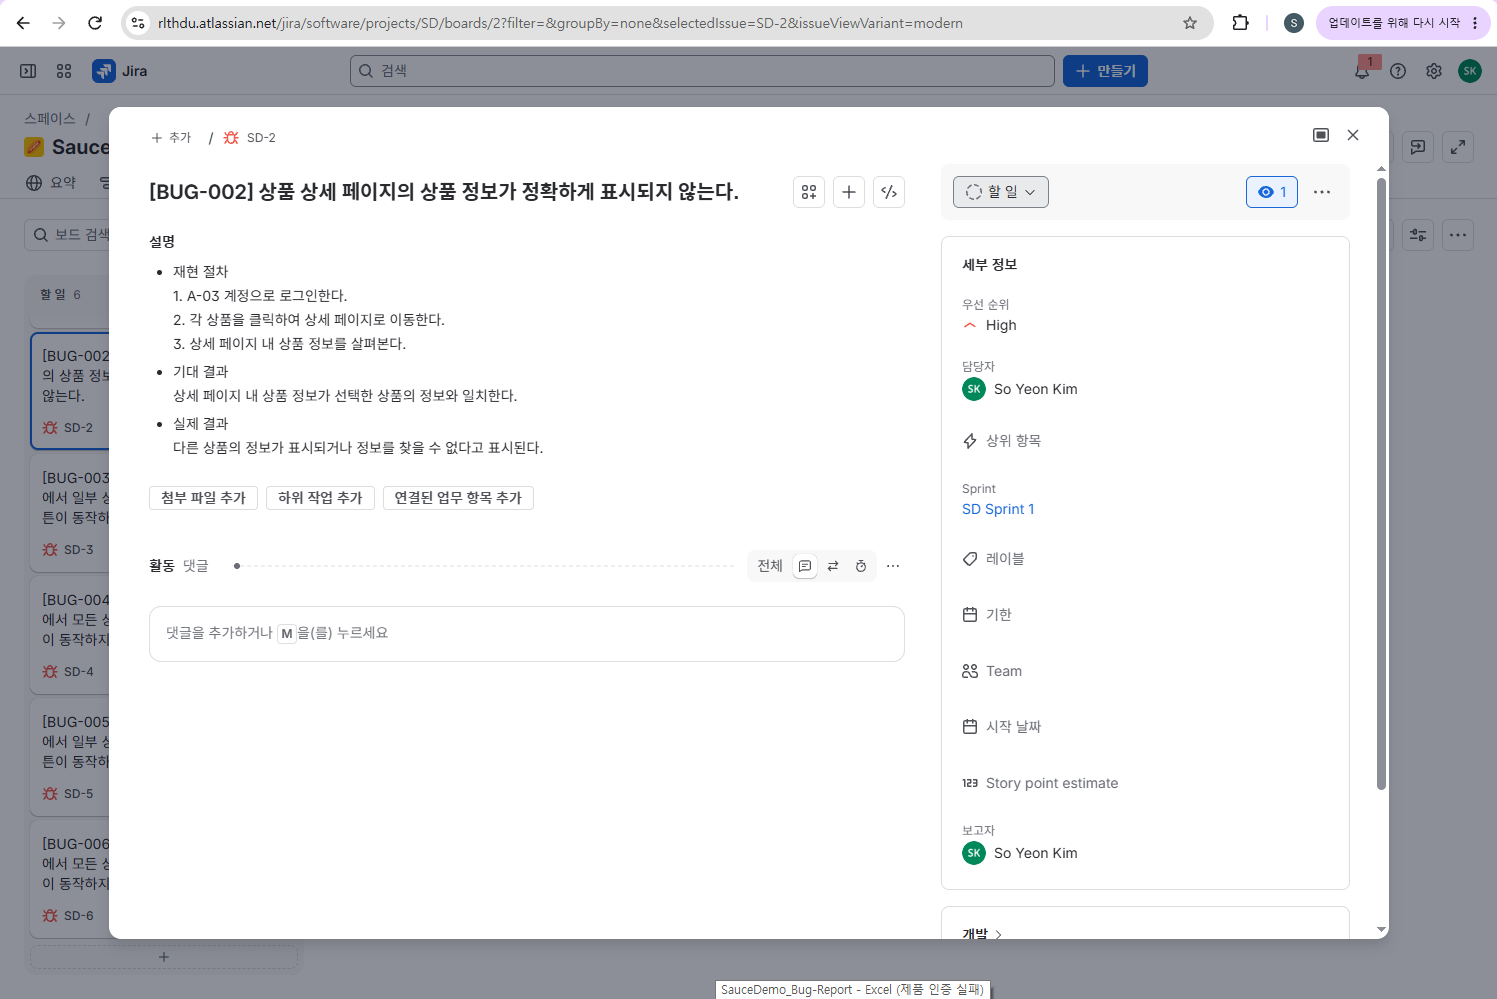 rlthdu.atlassian.net/jira/software/projects/SD/boards/2?filter=&groupBy=none&selectedIssue=SD-2&issueViewVariant=modern
S
업데이트를 위해 다시 시작
Jira
검색
만들기
1
SK
스페이스 /
Sauce
요약
보드 검색
할 일 6
[BUG-002
의 상품 정보
않는다.
SD-2
[BUG-003
에서 일부 상
튼이 동작하
SD-3
[BUG-004
에서 모든 상
이 동작하지
SD-4
[BUG-005
에서 일부 상
튼이 동작하
SD-5
[BUG-006
에서 모든 상
이 동작하지
SD-6
추가 / SD-2
[BUG-002] 상품 상세 페이지의 상품 정보가 정확하게 표시되지 않는다.
설명
• 재현 절차
1. A-03 계정으로 로그인한다.
2. 각 상품을 클릭하여 상세 페이지로 이동한다.
3. 상세 페이지 내 상품 정보를 살펴본다.
• 기대 결과
상세 페이지 내 상품 정보가 선택한 상품의 정보와 일치한다.
• 실제 결과
다른 상품의 정보가 표시되거나 정보를 찾을 수 없다고 표시된다.
첨부 파일 추가 하위 작업 추가 연결된 업무 항목 추가
활동 댓글
전체
댓글을 추가하거나 M 을(를) 누르세요
할 일
1
세부 정보
우선 순위
High
담당자
SK So Yeon Kim
상위 항목
Sprint
SD Sprint 1
레이블
기한
Team
시작 날짜
123 Story point estimate
보고자
SK So Yeon Kim
개발
SauceDemo_Bug-Report - Excel (제품 인증 실패)